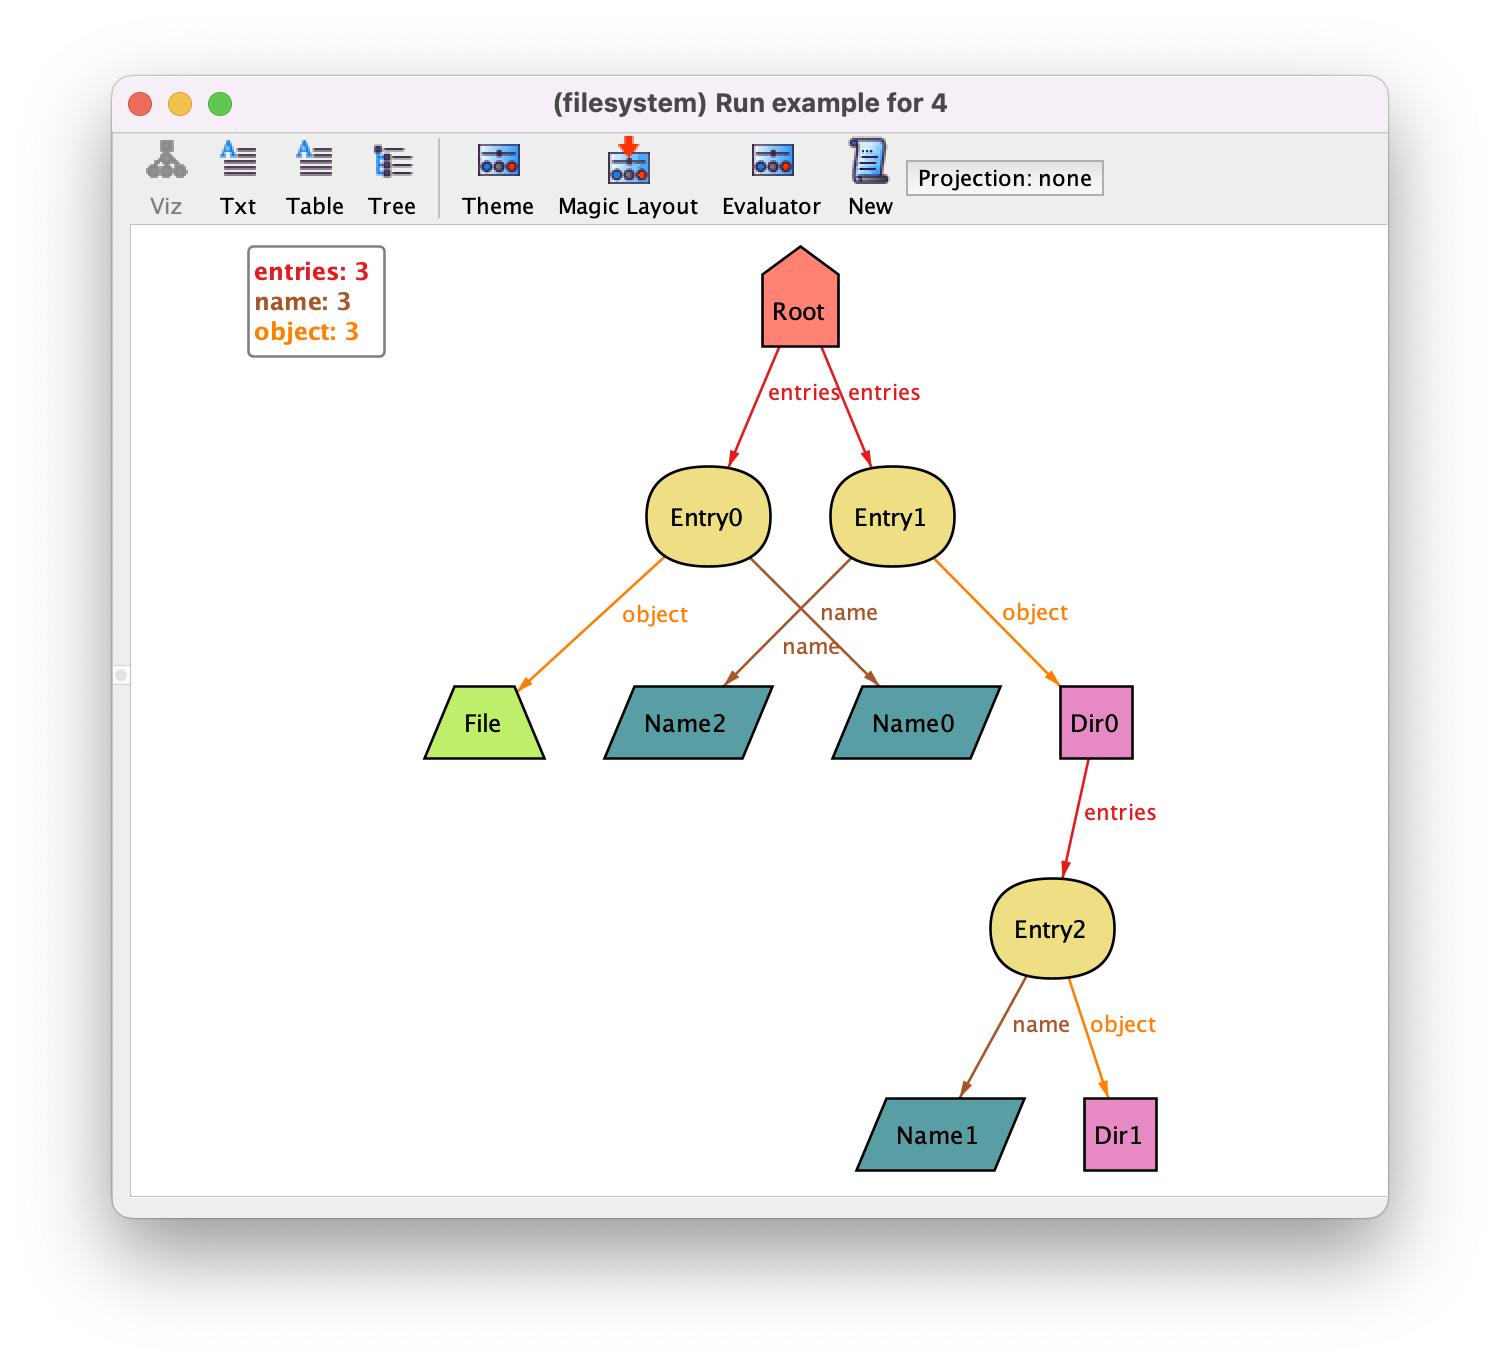 (filesystem) Run example for 4
Viz Txt Table Tree Theme Magic Layout Evaluator New Projection: none
entries: 3
name: 3
object: 3
Root
entries entries
Entry0 Entry1
object name object
name
File Name2 Name0 Dir0
entries
Entry2
name object
Name1 Dir1